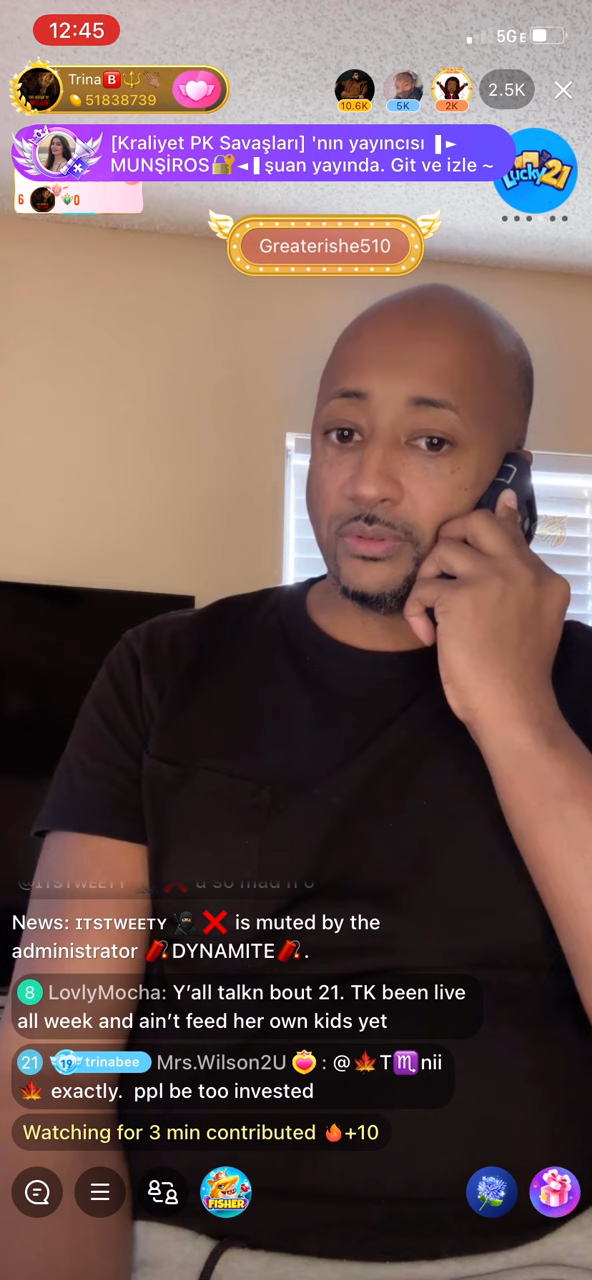 12:45
5G E
Trina🅱️🔱🤎
51838739
10.6K
5K
2K
2.5K
[Kraliyet PK Savaşları] 'nın yayıncısı ▐►
MUNŞİROS🔐◄▐ şuan yayında. Git ve izle ~
Lucky21
6
0
Greaterishe510
News: ɪᴛsᴛᴡᴇᴇᴛʏ 🥷 ❌ is muted by the
administrator 🧨DYNAMITE🧨.
8 LovlyMocha: Y'all talkn bout 21. TK been live
all week and ain't feed her own kids yet
21 19 trinabee Mrs.Wilson2U : @🍁T♏nii
🍁 exactly. ppl be too invested
Watching for 3 min contributed 🔥+10
FISHER